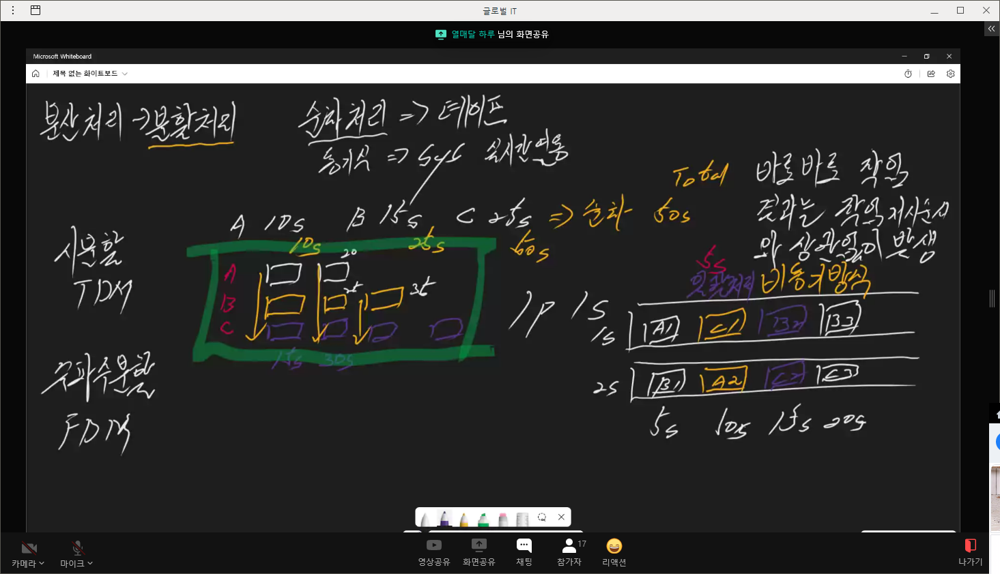 글로벌 IT
열매달 하루 님의 화면공유
Microsoft Whiteboard
제목 없는 화이트보드
분산처리 → 분할처리
순차처리 => 테이프
동기식 => Sys 실시간연동
Total
바로바로 작업
결과는 작업지시순서
와 상관없이 발생
A 10s B 15s C 25s => 순차 50s
10s 25s 50s
시분할
TDM
20
A
25 35
B
C
15s 30s
5s
일괄처리 비동기방식
1P 1S
1s A1 C1 B2 B3
2s B1 A2 C2 C3
5s 10s 15s 20s
주파수분할
FDM
카메라
마이크
영상공유
화면공유
채팅
17
참가자
리액션
나가기